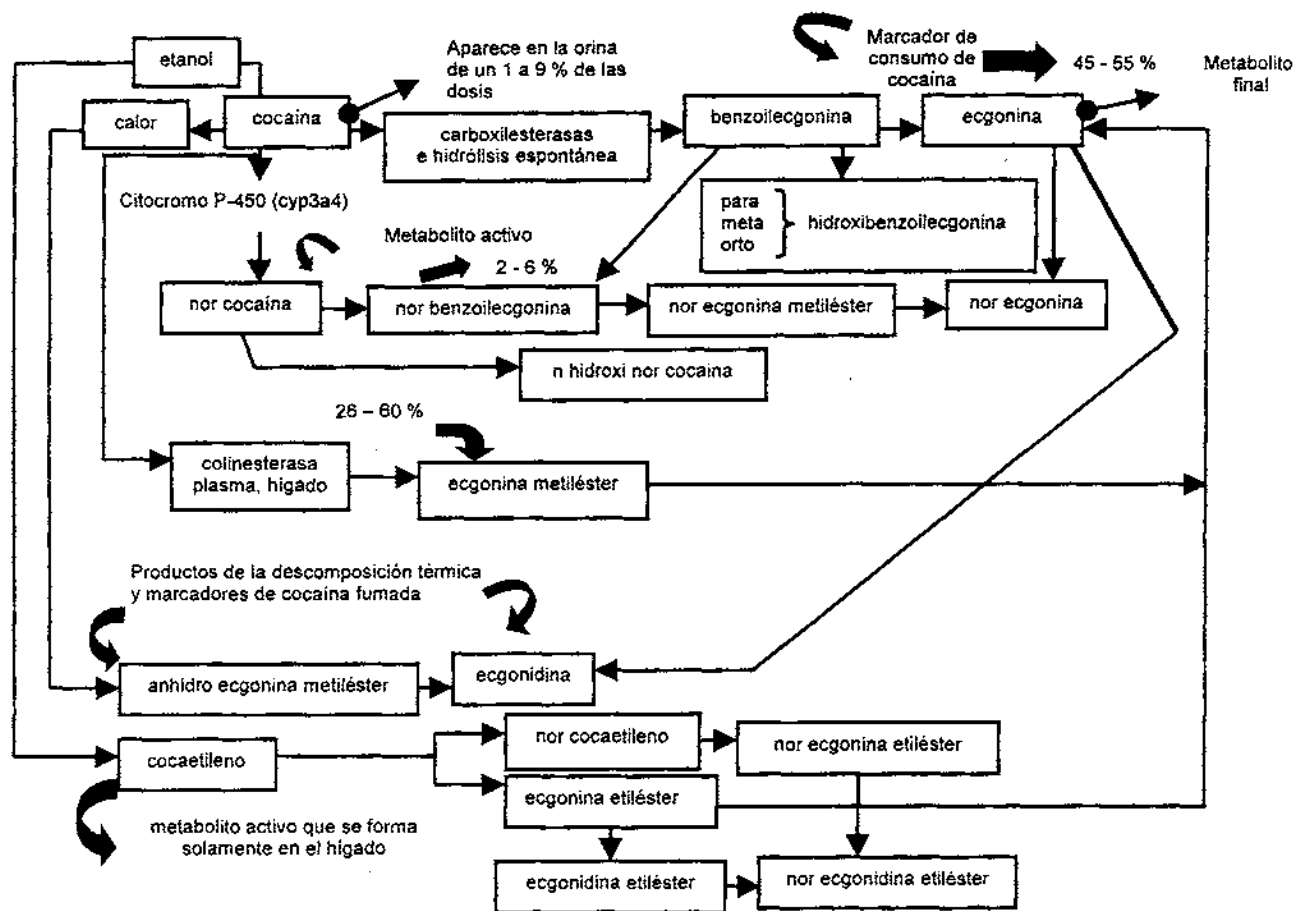 etanol
Aparece en la orina
de un 1 a 9 % de las
dosis
Marcador de
consumo de
cocaína
45 - 55 %
Metabolito
final
calor
cocaína
carboxilesterasas
e hidrólisis espontánea
benzoilecgonina
ecgonina
Citocromo P-450 (cyp3a4)
para
meta
orto
hidroxibenzoilecgonina
Metabolito activo
2 - 6 %
nor cocaína
nor benzoilecgonina
nor ecgonina metiléster
nor ecgonina
n hidroxi nor cocaina
26 – 60 %
colinesterasa
plasma, hígado
ecgonina metiléster
Productos de la descomposición térmica
y marcadores de cocaína fumada
anhidro ecgonina metiléster
ecgonidina
nor cocaetileno
nor ecgonina etiléster
cocaetileno
ecgonina etiléster
metabolito activo que se forma
solamente en el hígado
ecgonidina etiléster
nor ecgonidina etiléster